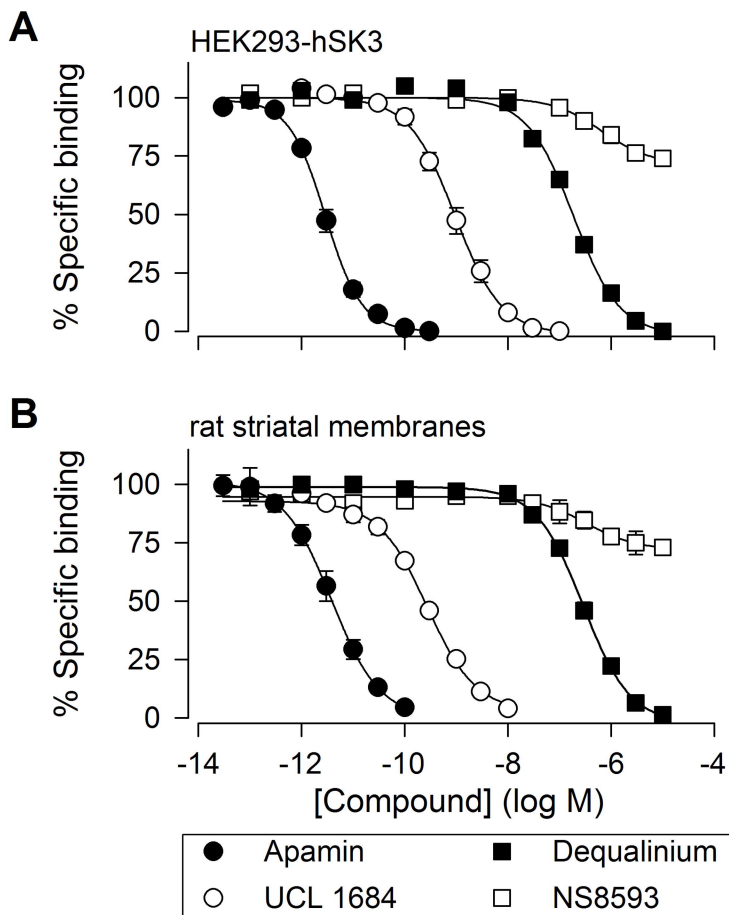 A
HEK293-hSK3
% Specific binding
100
75
50
25
0
B
rat striatal membranes
% Specific binding
100
75
50
25
0
-14 -12 -10 -8 -6 -4
[Compound] (log M)
Apamin Dequalinium
UCL 1684 NS8593